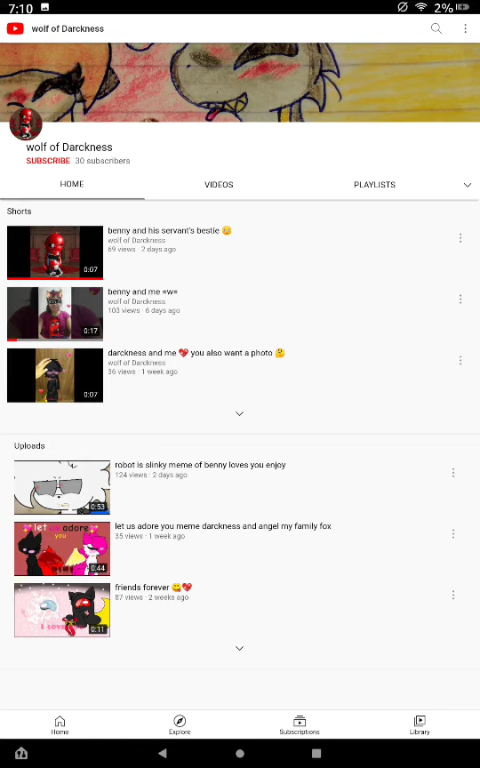 7:10
2%
wolf of Darckness
wolf of Darckness
SUBSCRIBE 30 subscribers
HOME VIDEOS PLAYLISTS
Shorts
benny and his servant's bestie 😳
wolf of Darckness
69 views · 2 days ago
0:07
benny and me =w=
wolf of Darckness
103 views · 6 days ago
0:17
darckness and me 💖 you also want a photo 🤔
wolf of Darckness
36 views · 1 week ago
0:07
Uploads
robot is slinky meme of benny loves you enjoy
124 views · 2 days ago
0:53
let us adore you meme darckness and angel my family fox
35 views · 1 week ago
let us adore
you
0:44
friends forever 😋💖
87 views · 2 weeks ago
0:11
Home Explore Subscriptions Library